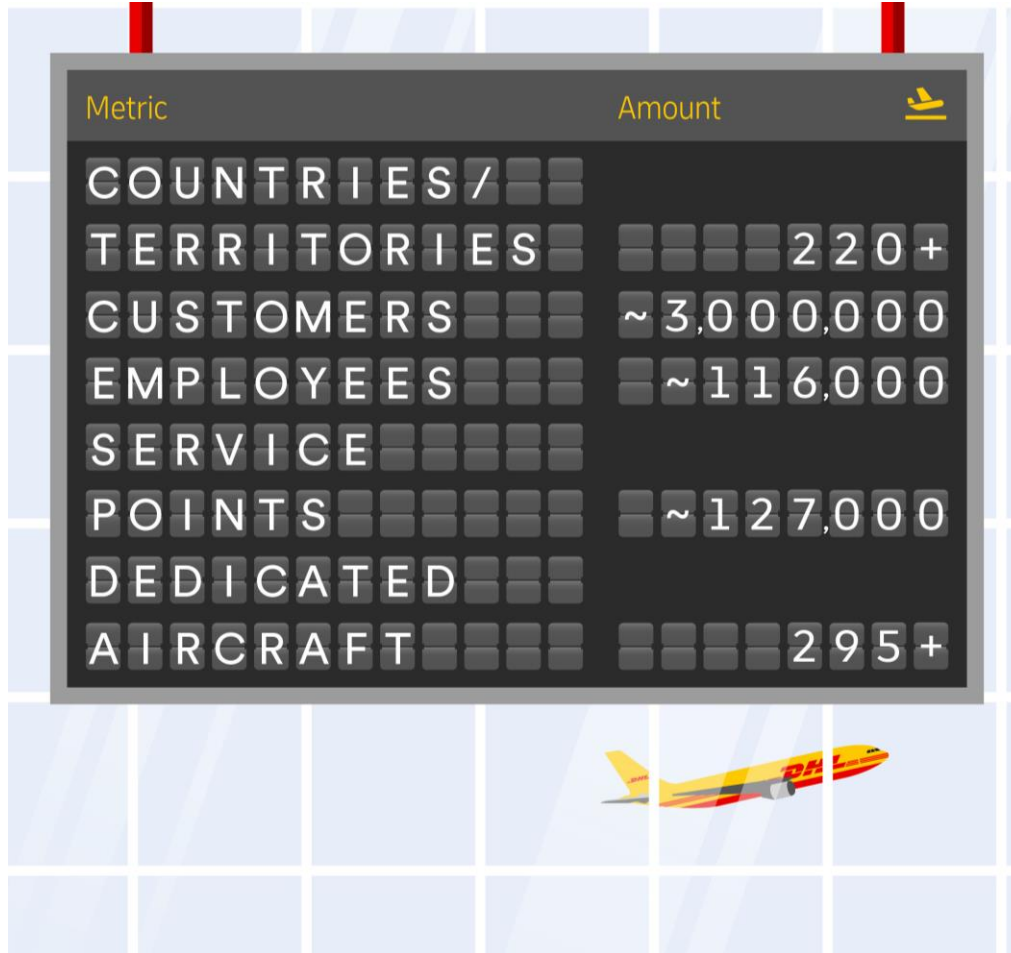 Metric Amount
COUNTRIES/
TERRITORIES 220+
CUSTOMERS ~3,000,000
EMPLOYEES ~116,000
SERVICE
POINTS ~127,000
DEDICATED
AIRCRAFT 295+
DHL